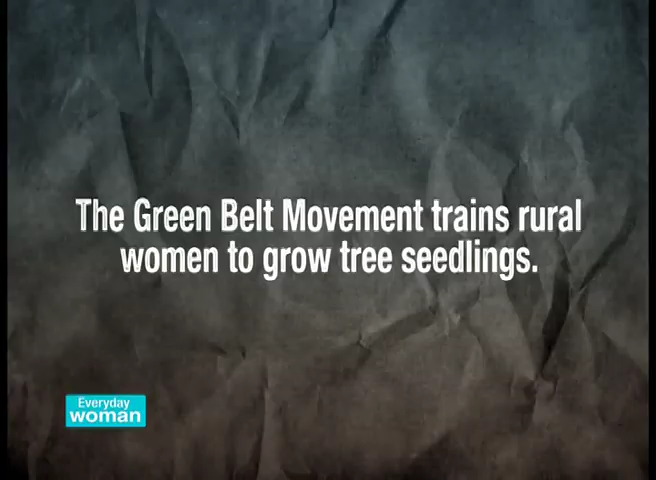 The Green Belt Movement trains rural
women to grow tree seedlings.
Everyday
woman